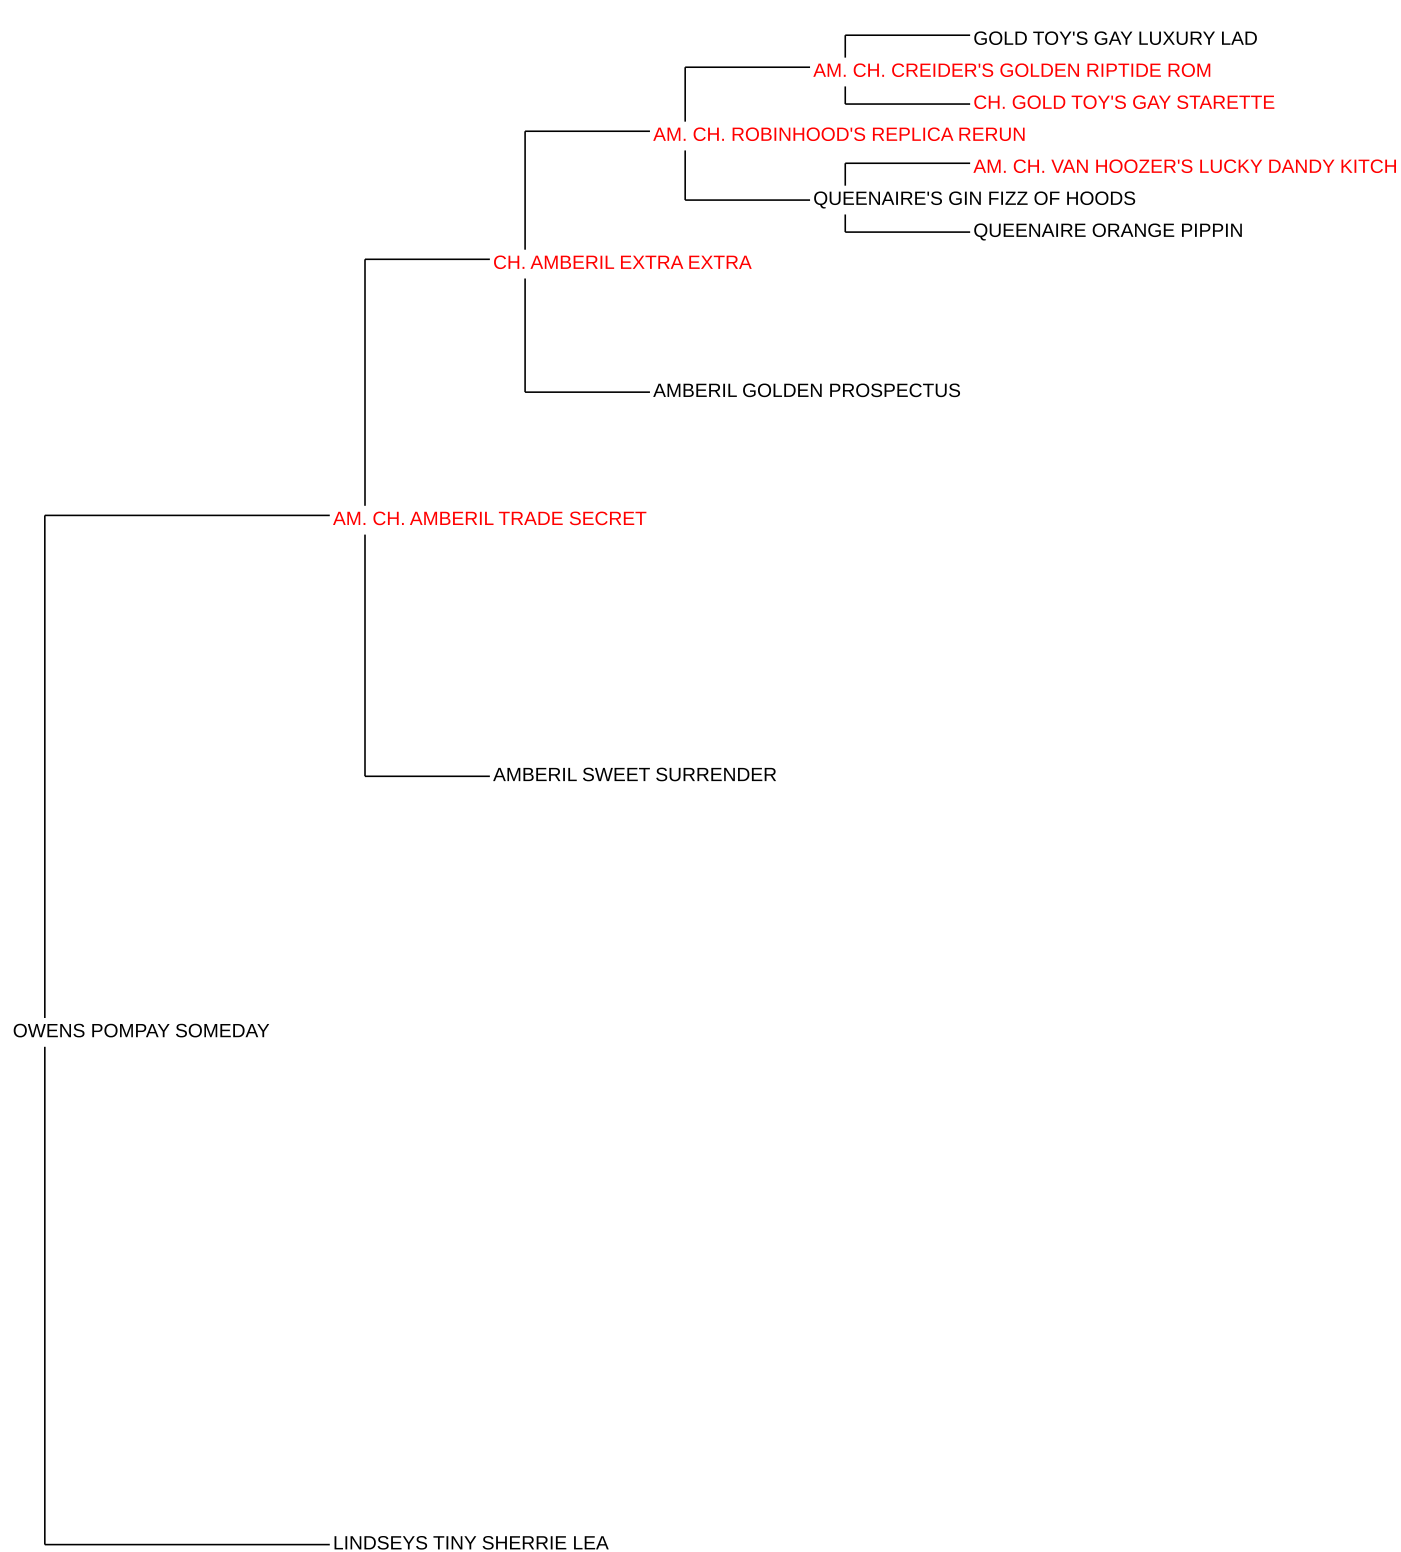 GOLD TOY'S GAY LUXURY LAD
AM. CH. CREIDER'S GOLDEN RIPTIDE ROM
CH. GOLD TOY'S GAY STARETTE
AM. CH. ROBINHOOD'S REPLICA RERUN
AM. CH. VAN HOOZER'S LUCKY DANDY KITCH
QUEENAIRE'S GIN FIZZ OF HOODS
QUEENAIRE ORANGE PIPPIN
CH. AMBERIL EXTRA EXTRA
AMBERIL GOLDEN PROSPECTUS
AM. CH. AMBERIL TRADE SECRET
AMBERIL SWEET SURRENDER
OWENS POMPAY SOMEDAY
LINDSEYS TINY SHERRIE LEA